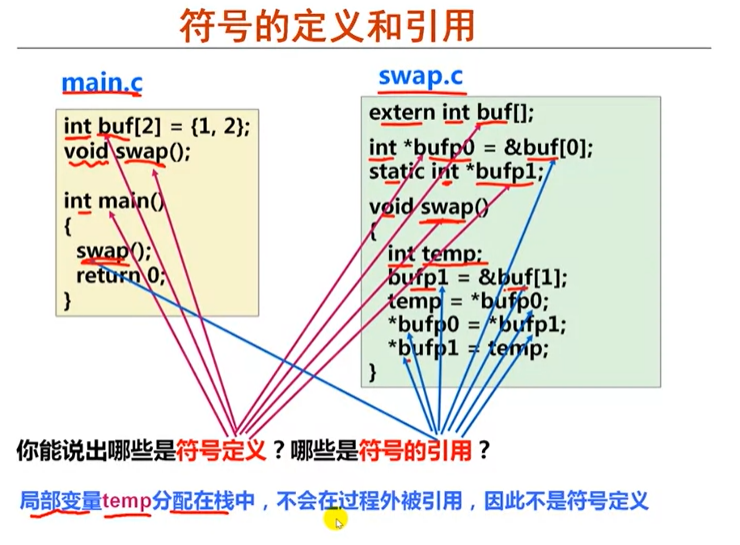 符号的定义和引用
main.c
int buf[2] = {1, 2};
void swap();
int main()
{
swap();
return 0;
}
swap.c
extern int buf[];
int *bufp0 = &buf[0];
static int *bufp1;
void swap()
{
int temp;
bufp1 = &buf[1];
temp = *bufp0;
*bufp0 = *bufp1;
*bufp1 = temp;
}
你能说出哪些是符号定义？哪些是符号的引用？
局部变量temp分配在栈中，不会在过程外被引用，因此不是符号定义